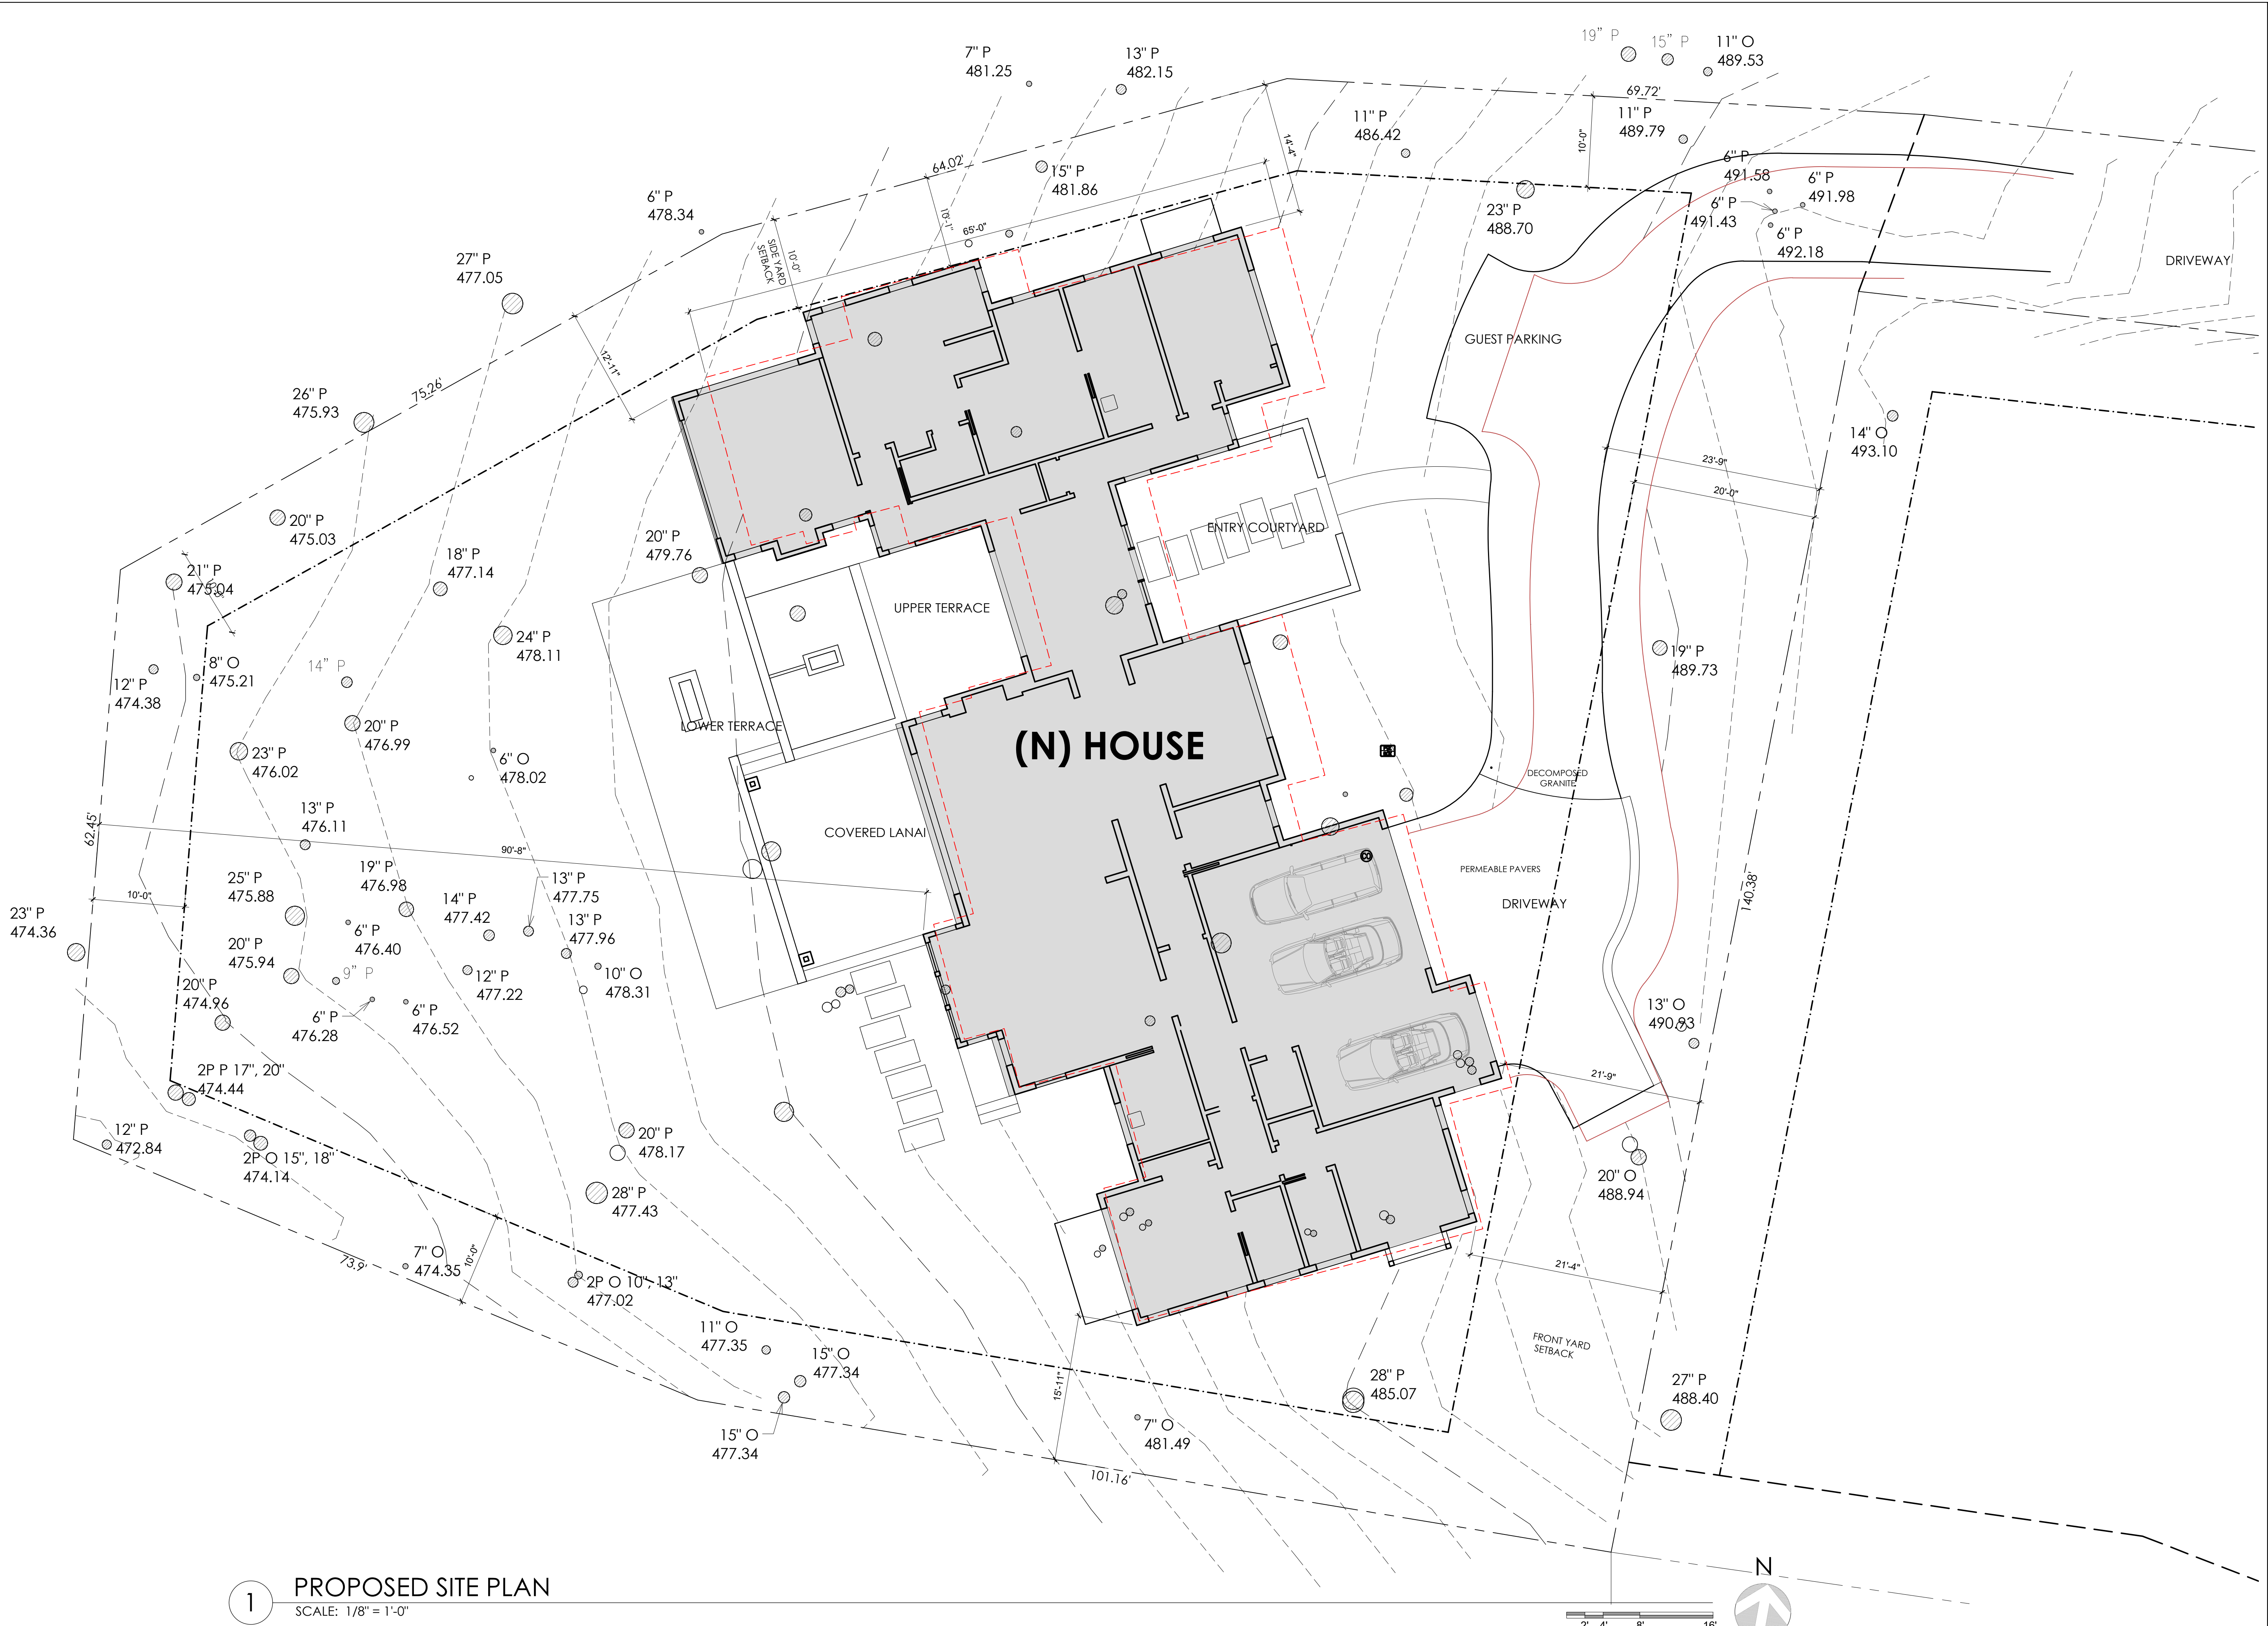 7" P
481.25
13" P
482.15
19" P
15" P
11" O
489.53
69.72'
11" P
489.79
11" P
486.42
10'-0"
14'-4"
64.02'
15" P
481.86
6" P
491.58
6" P
491.98
6" P
491.43
6" P
492.18
6" P
478.34
10'-1"
65'-0"
23" P
488.70
10'-0"
SIDE YARD
SETBACK
27" P
477.05
DRIVEWAY
GUEST PARKING
12'-11"
75.26'
26" P
475.93
14" O
493.10
23'-9"
20'-0"
20" P
475.03
ENTRY COURTYARD
20" P
479.76
18" P
477.14
21" P
475.04
UPPER TERRACE
24" P
478.11
19" P
489.73
8" O
475.21
14" P
12" P
474.38
20" P
476.99
LOWER TERRACE
(N) HOUSE
23" P
476.02
6" O
478.02
DECOMPOSED
GRANITE
13" P
476.11
62.45'
COVERED LANAI
90'-8"
PERMEABLE PAVERS
DRIVEWAY
140.38'
19" P
476.98
13" P
477.75
25" P
475.88
14" P
477.42
10'-0"
23" P
474.36
6" P
476.40
13" P
477.96
20" P
475.94
9" P
12" P
477.22
10" O
478.31
20" P
474.96
6" P
476.28
6" P
476.52
13" O
490.93
2P P 17", 20"
474.44
21'-9"
12" P
472.84
20" P
478.17
2P O 15", 18"
474.14
20" O
488.94
28" P
477.43
7" O
474.35
10'-0"
73.9'
21'-4"
2P O 10", 13"
477.02
11" O
477.35
FRONT YARD
SETBACK
15" O
477.34
15'-11"
28" P
485.07
27" P
488.40
7" O
481.49
15" O
477.34
101.16'
N
1
PROPOSED SITE PLAN
SCALE: 1/8" = 1'-0"
2' 4' 8' 16'